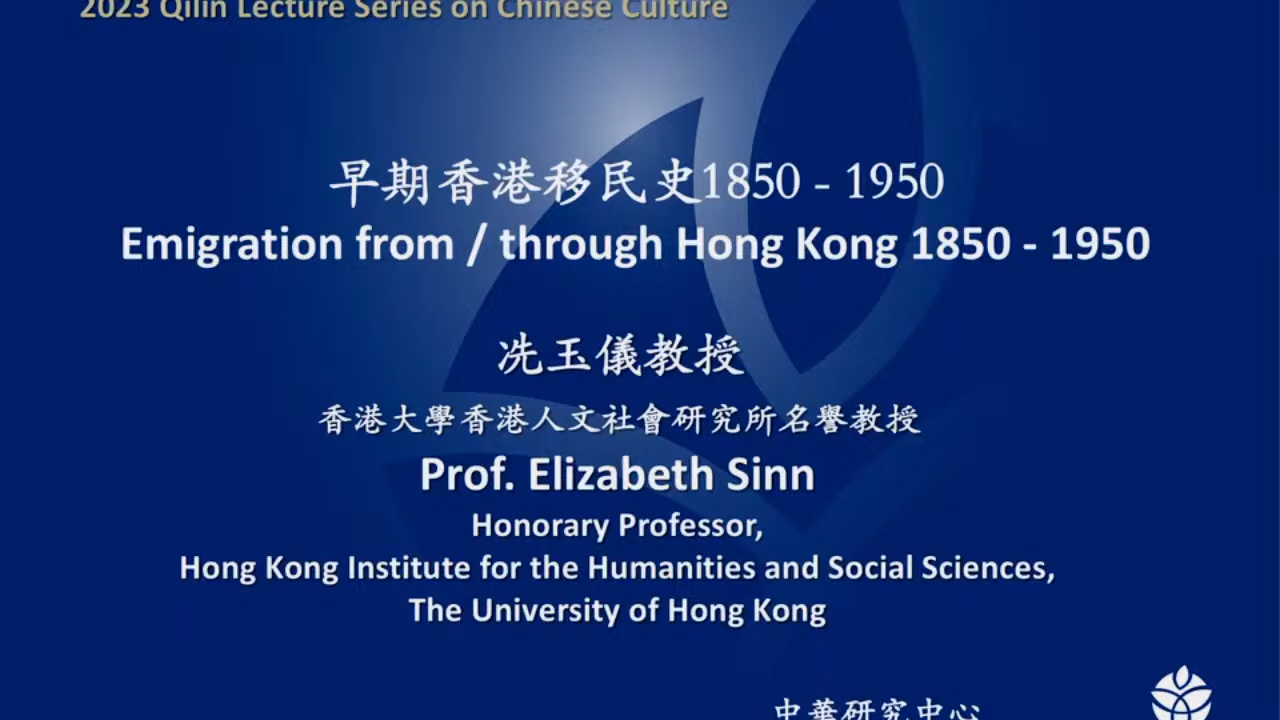 2023 Qilin Lecture Series on Chinese Culture
早期香港移民史1850 - 1950
Emigration from / through Hong Kong 1850 - 1950
冼玉儀教授
香港大學香港人文社會研究所名譽教授
Prof. Elizabeth Sinn
Honorary Professor,
Hong Kong Institute for the Humanities and Social Sciences,
The University of Hong Kong
中華研究中心